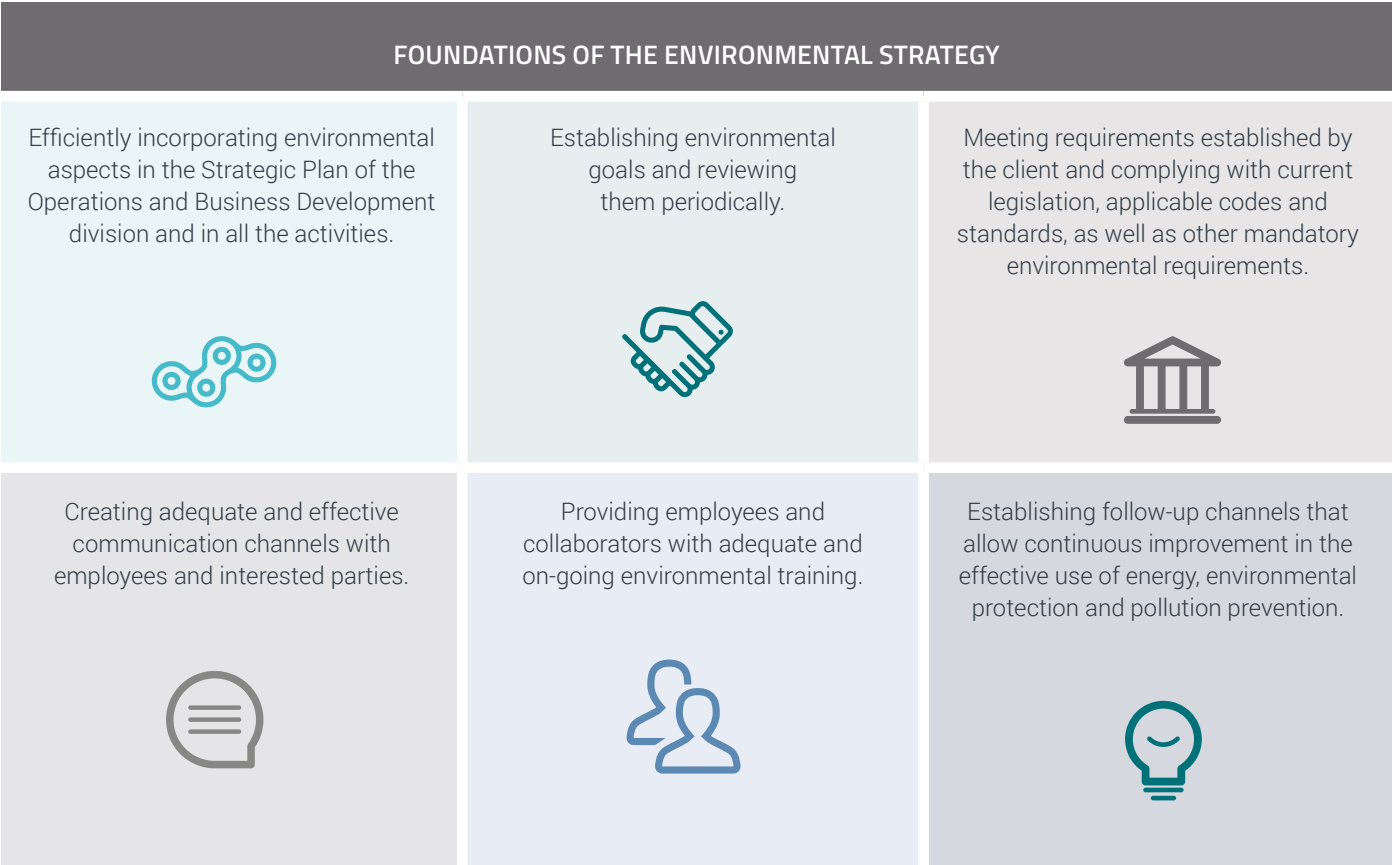 FOUNDATIONS OF THE ENVIRONMENTAL STRATEGY
Efficiently incorporating environmental
aspects in the Strategic Plan of the
Operations and Business Development
division and in all the activities.
Establishing environmental
goals and reviewing
them periodically.
Meeting requirements established by
the client and complying with current
legislation, applicable codes and
standards, as well as other mandatory
environmental requirements.
Creating adequate and effective
communication channels with
employees and interested parties.
Providing employees and
collaborators with adequate and
on-going environmental training.
Establishing follow-up channels that
allow continuous improvement in the
effective use of energy, environmental
protection and pollution prevention.